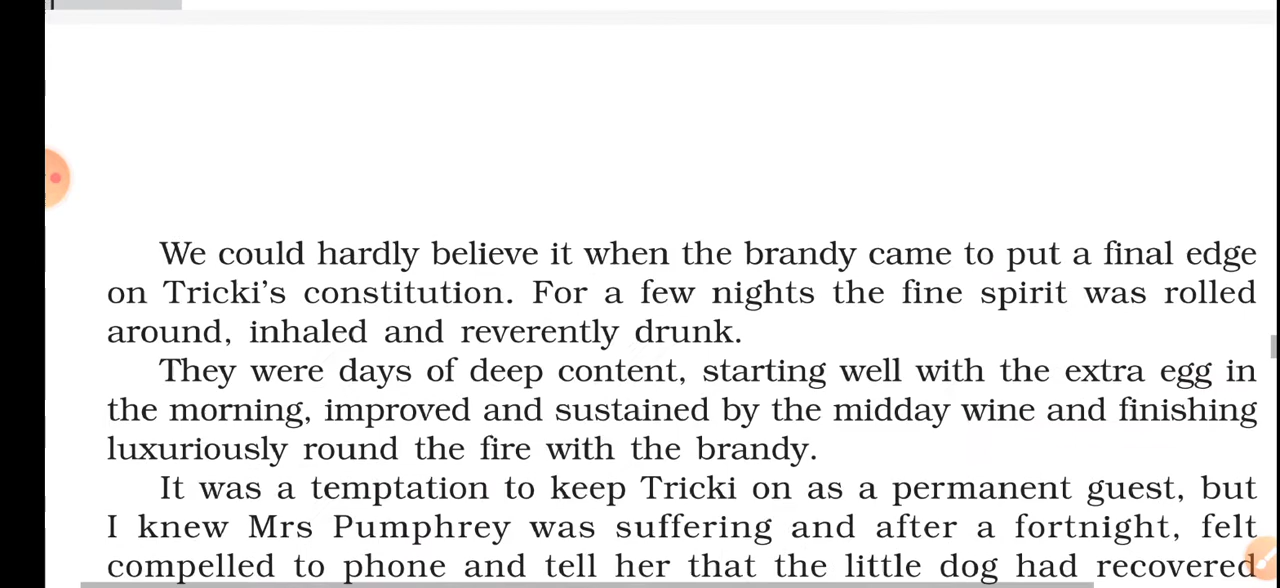 We could hardly believe it when the brandy came to put a final edge
on Tricki's constitution. For a few nights the fine spirit was rolled
around, inhaled and reverently drunk.
They were days of deep content, starting well with the extra egg in
the morning, improved and sustained by the midday wine and finishing
luxuriously round the fire with the brandy.
It was a temptation to keep Tricki on as a permanent guest, but
I knew Mrs Pumphrey was suffering and after a fortnight, felt
compelled to phone and tell her that the little dog had recovered